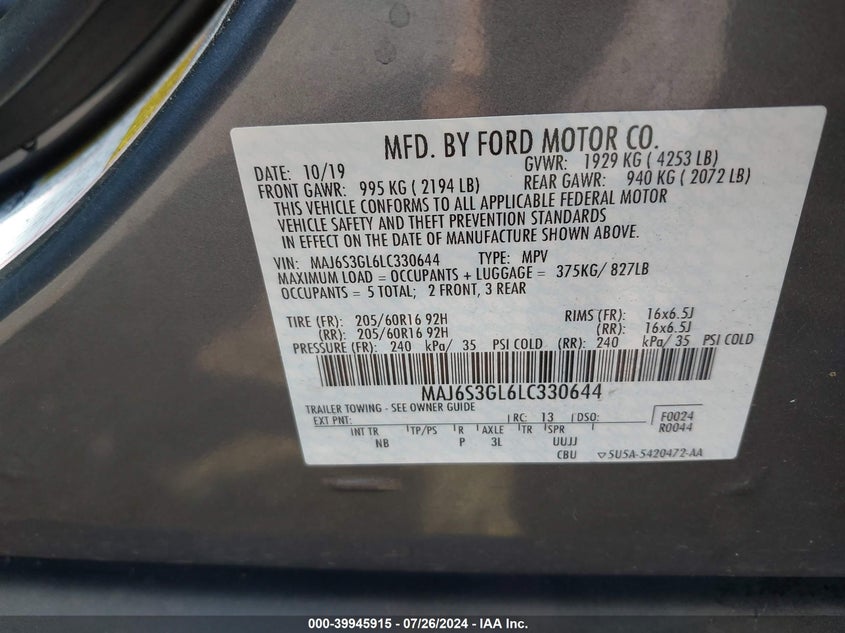 MFD. BY FORD MOTOR CO.
DATE: 10/19 GVWR: 1929 KG ( 4253 LB)
FRONT GAWR: 995 KG ( 2194 LB) REAR GAWR: 940 KG ( 2072 LB)
THIS VEHICLE CONFORMS TO ALL APPLICABLE FEDERAL MOTOR
VEHICLE SAFETY AND THEFT PREVENTION STANDARDS
IN EFFECT ON THE DATE OF MANUFACTURE SHOWN ABOVE.
VIN: MAJ6S3GL6LC330644 TYPE: MPV
MAXIMUM LOAD = OCCUPANTS + LUGGAGE = 375KG/ 827LB
OCCUPANTS = 5 TOTAL; 2 FRONT, 3 REAR
TIRE (FR): 205/60R16 92H RIMS (FR): 16x6.5J
(RR): 205/60R16 92H (RR): 16x6.5J
PRESSURE (FR): 240 kPa/ 35 PSI COLD (RR): 240 kPa/ 35 PSI COLD
MAJ6S3GL6LC330644
TRAILER TOWING - SEE OWNER GUIDE
EXT PNT: RC: 13 DSO: F0024
R0044
INT TR TP/PS R AXLE TR SPR
NB P 3L UUJJ
CBU 5U5A-5420472-AA
000-39945915 - 07/26/2024 - IAA Inc.